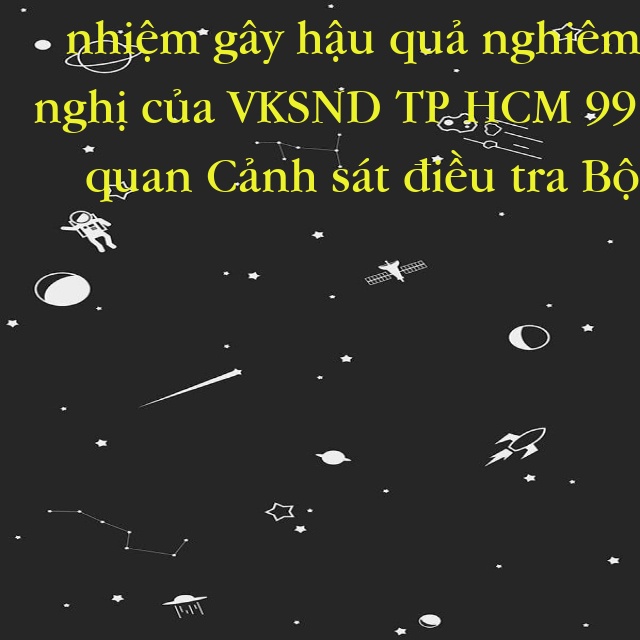 nhiệm gây hậu quả nghiêm
nghị của VKSND TP HCM 99
quan Cảnh sát điều tra Bộ